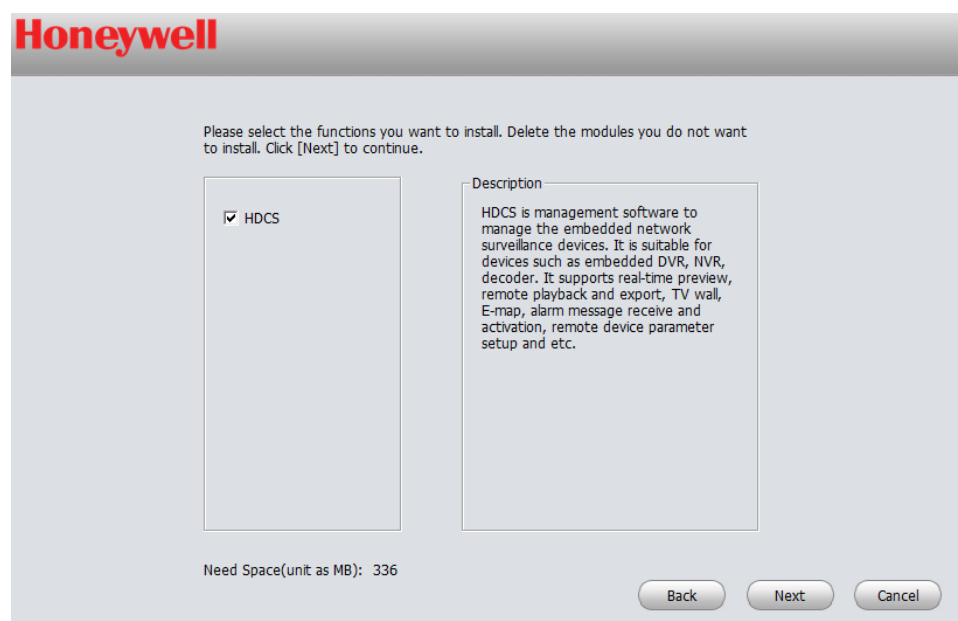 Honeywell
Please select the functions you want to install. Delete the modules you do not want
to install. Click [Next] to continue.
HDCS
Description
HDCS is management software to
manage the embedded network
surveillance devices. It is suitable for
devices such as embedded DVR, NVR,
decoder. It supports real-time preview,
remote playback and export, TV wall,
E-map, alarm message receive and
activation, remote device parameter
setup and etc.
Need Space(unit as MB): 336
Back
Next
Cancel